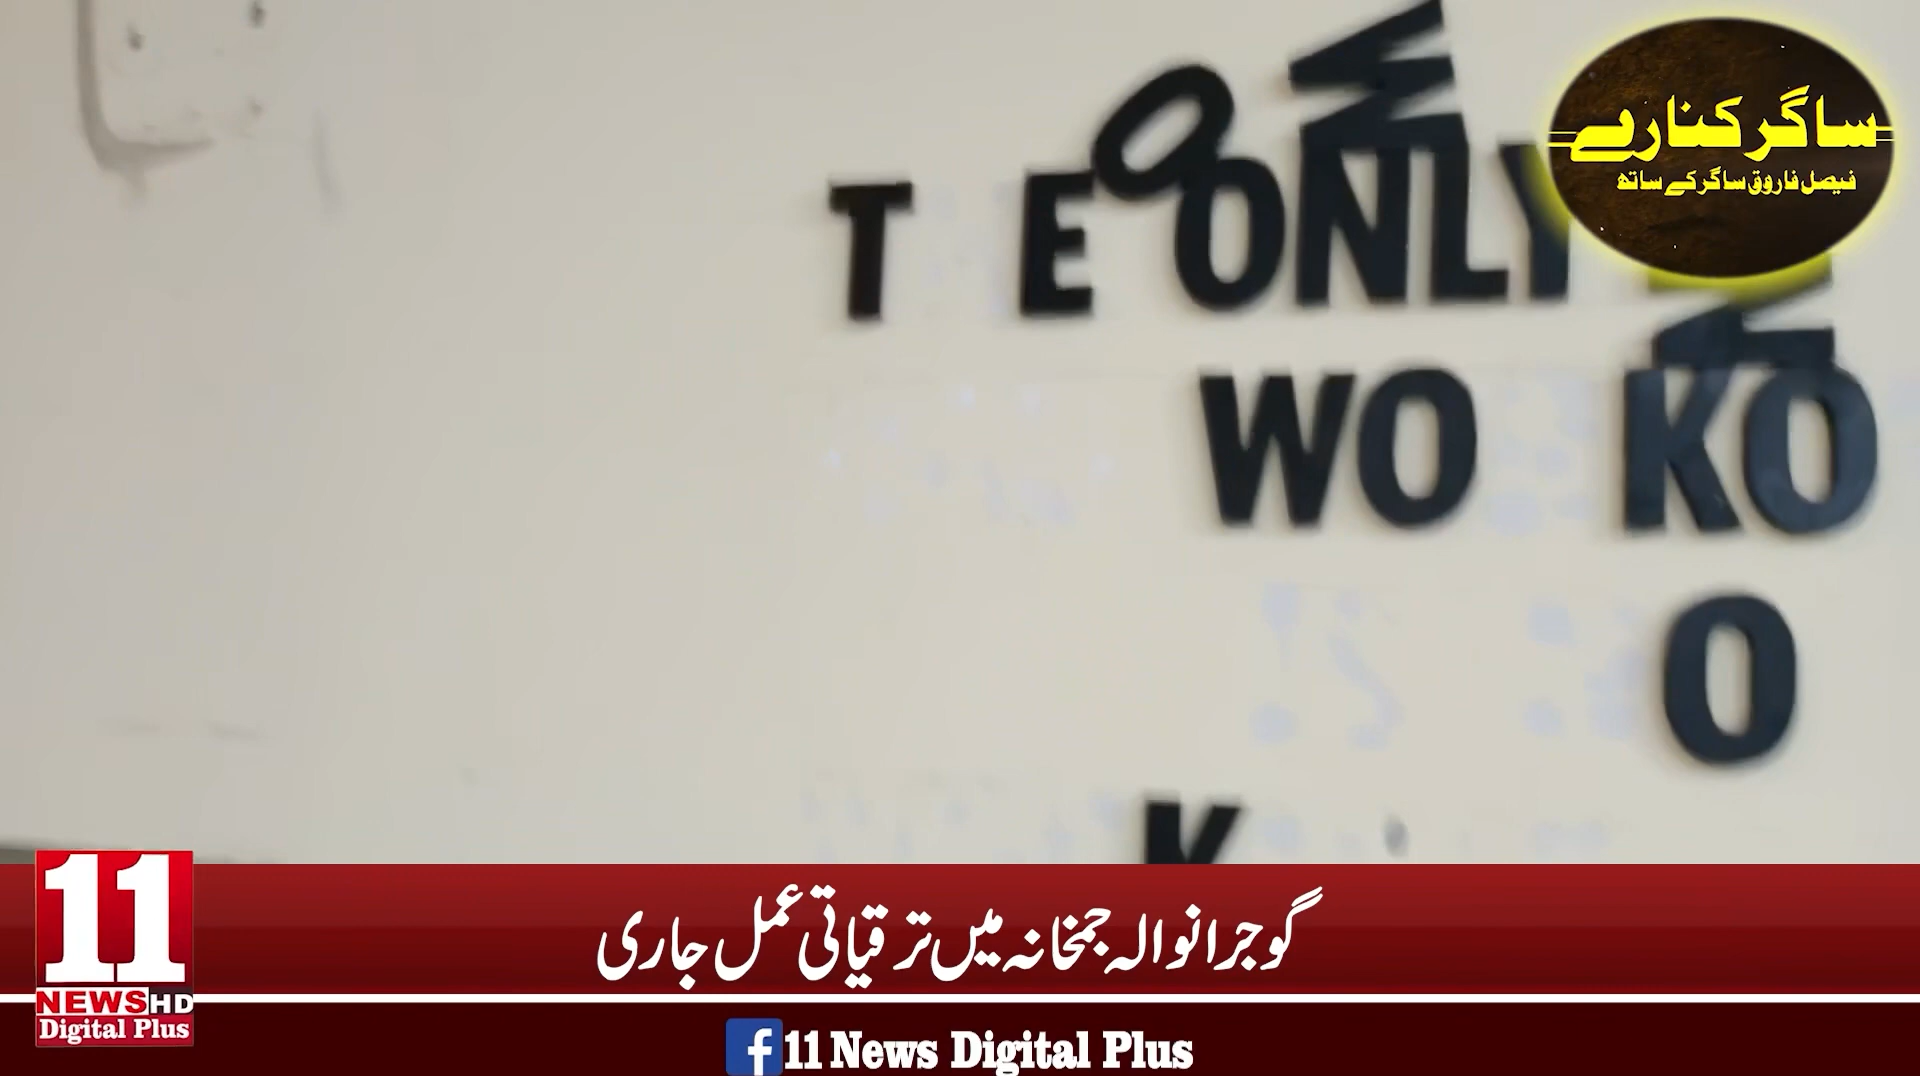 ساگر کنارے
فیصل فاروق ساگر کے ساتھ
T E ONLY
WO KO
O
K
گوجرانوالہ جمخانہ میں ترقیاتی عمل جاری
11
NEWS HD
Digital Plus
11 News Digital Plus